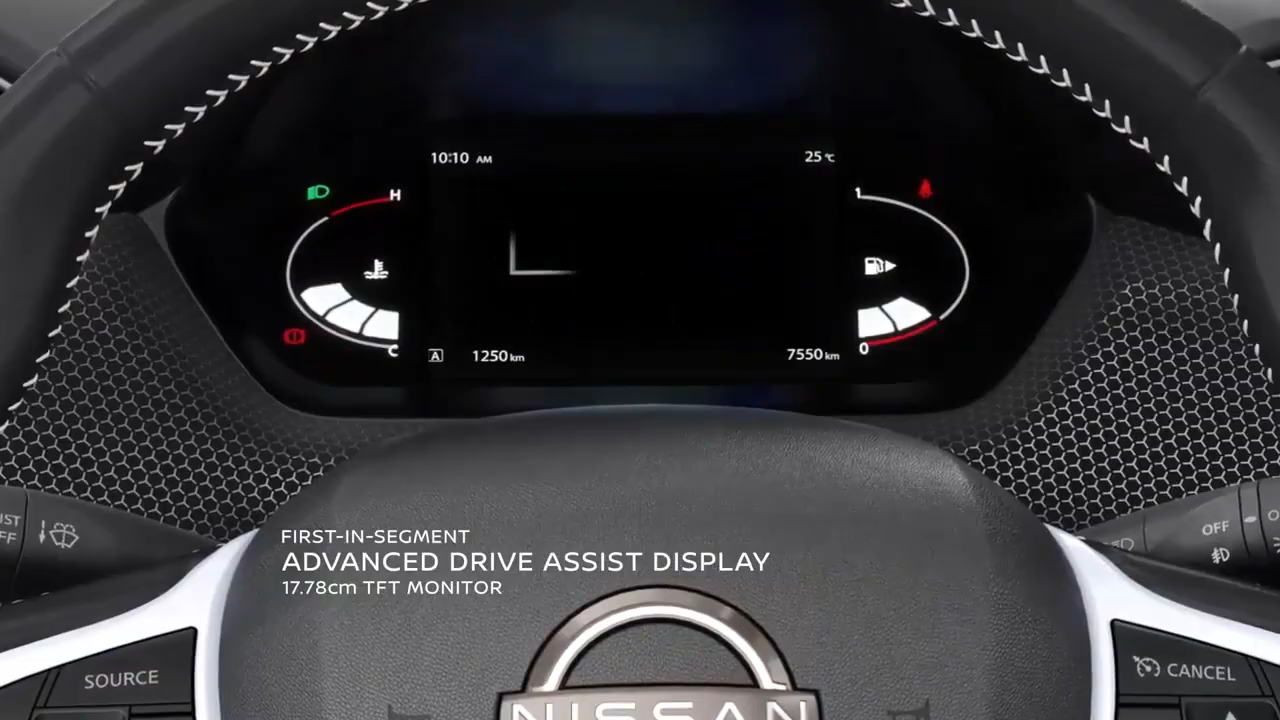 10:10 AM
25 °C
H
1
C
0
A
1250 km
7550 km
FIRST-IN-SEGMENT
ADVANCED DRIVE ASSIST DISPLAY
17.78cm TFT MONITOR
OFF
SOURCE
CANCEL
NISSAN